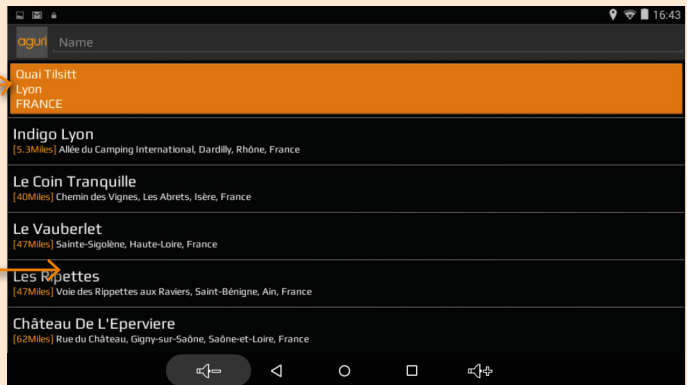 16:43
aguri Name
Quai Tilsitt
Lyon
FRANCE
Indigo Lyon
[5.3Miles] Allée du Camping International, Dardilly, Rhône, France
Le Coin Tranquille
[40Miles] Chemin des Vignes, Les Abrets, Isère, France
Le Vauberlet
[47Miles] Sainte-Sigolène, Haute-Loire, France
Les Ripettes
[47Miles] Voie des Rippettes aux Raviers, Saint-Bénigne, Ain, France
Château De L'Eperviere
[62Miles] Rue du Château, Gigny-sur-Saône, Saône-et-Loire, France